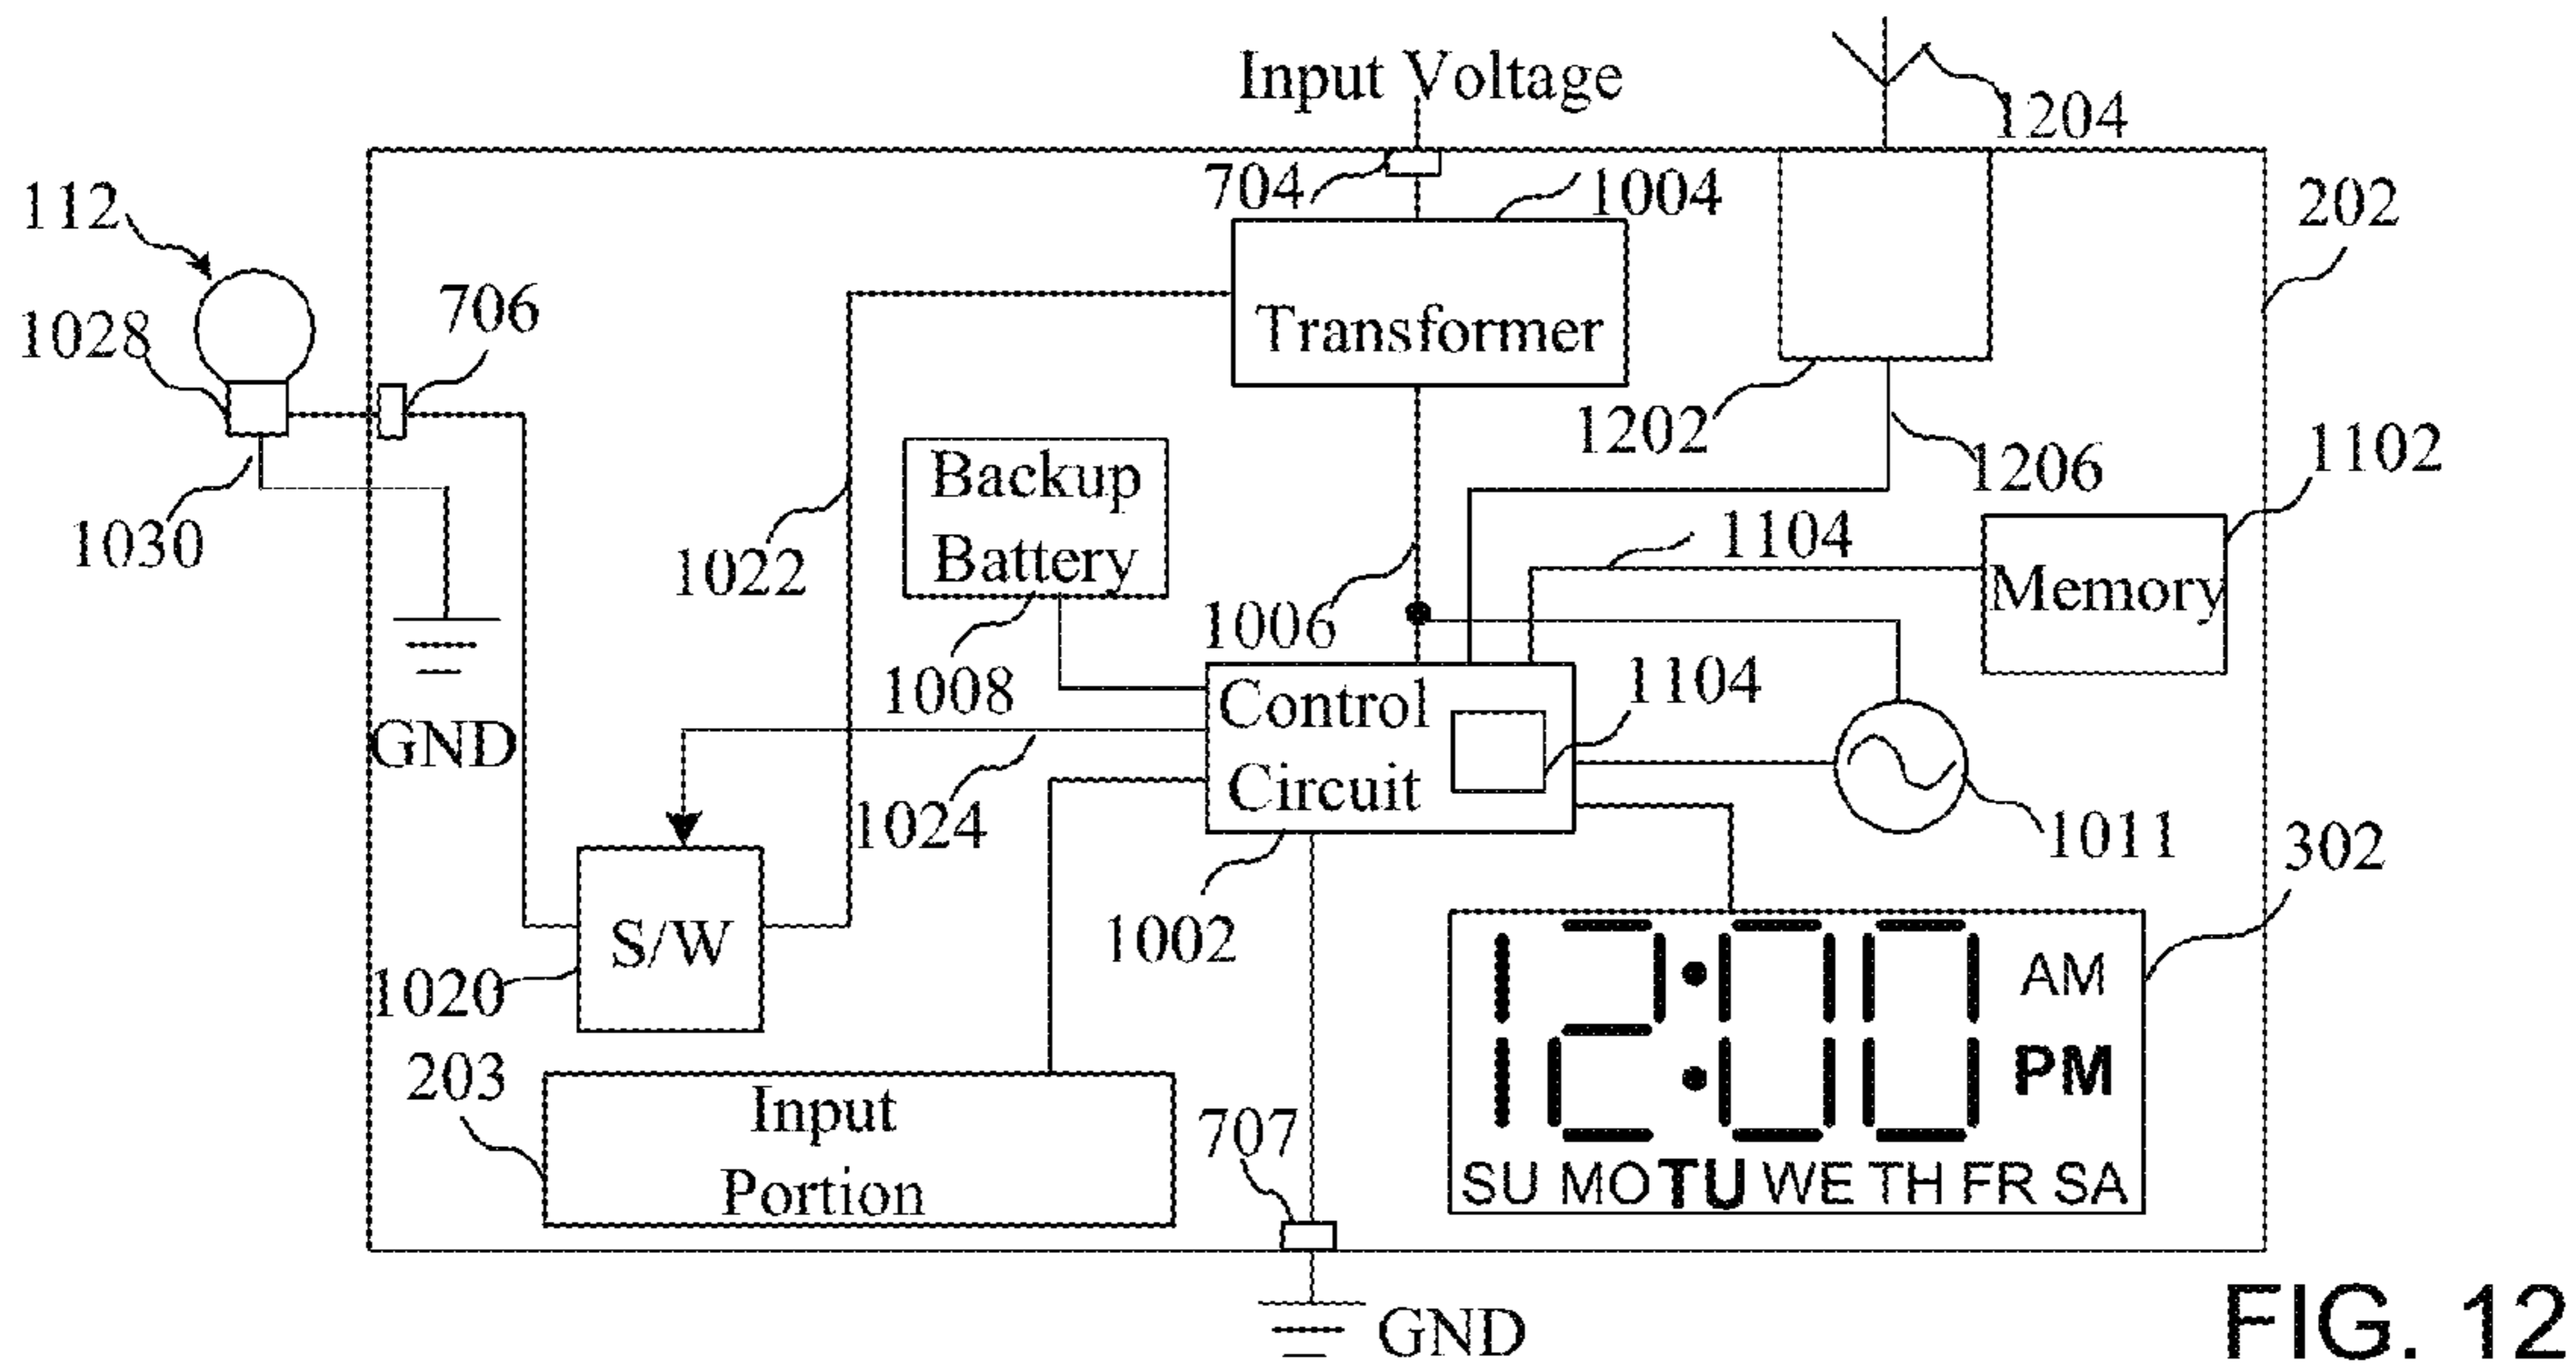 Input Voltage
1204
704
1004
202
112
706
1028
Transformer
1202
1206
1102
Backup
Battery
1030
1022
1104
Memory
1006
1008
Control
Circuit
1104
GND
1024
1011
302
1002
S/W
1020
12:00
AM
PM
203
Input
Portion
707
SU MO TU WE TH FR SA
GND
FIG. 12